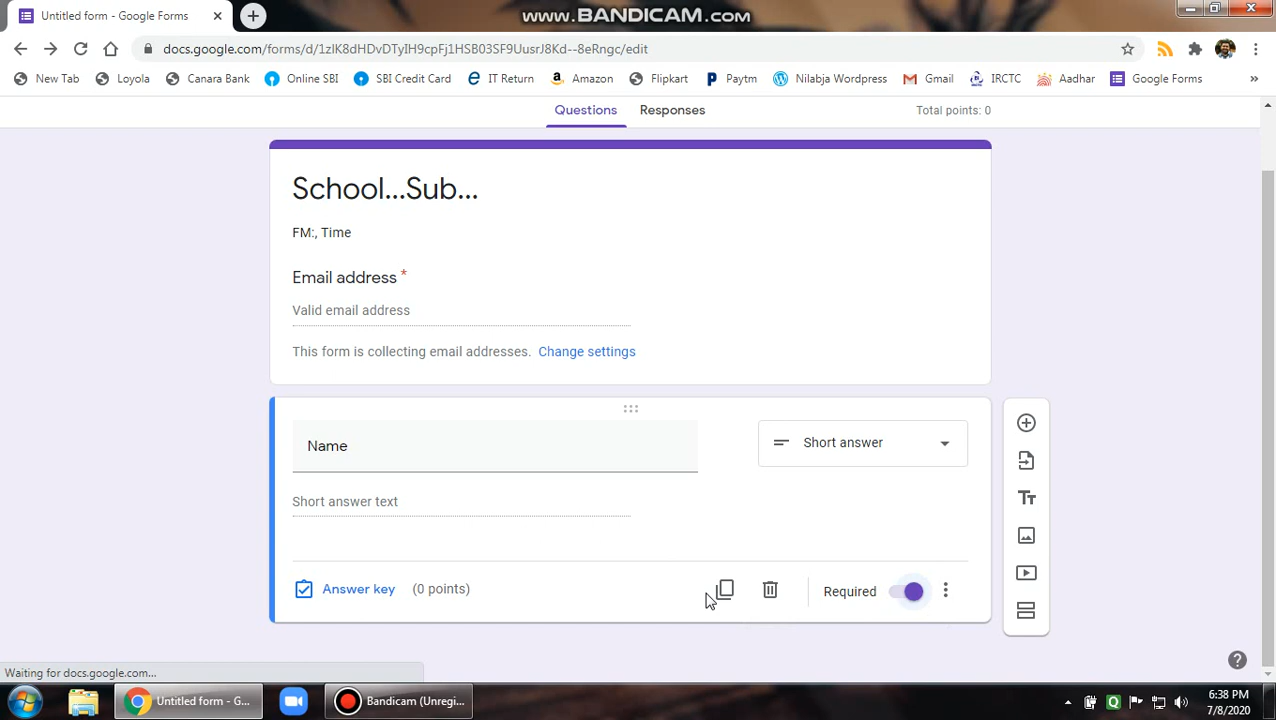 Untitled form - Google Forms
WWW.BANDICAM.COM
docs.google.com/forms/d/1zlK8dHDvDTyIH9cpFj1HSB03SF9UusrJ8Kd--8eRngc/edit
New Tab Loyola Canara Bank Online SBI SBI Credit Card IT Return Amazon Flipkart Paytm Nilabja Wordpress Gmail IRCTC Aadhar Google Forms »
Questions Responses Total points: 0
School...Sub...
FM:, Time
Email address *
Valid email address
This form is collecting email addresses. Change settings
Name Short answer
Short answer text
Answer key (0 points) Required
Waiting for docs.google.com...
Untitled form - G... Bandicam (Unregi... 6:38 PM
7/8/2020